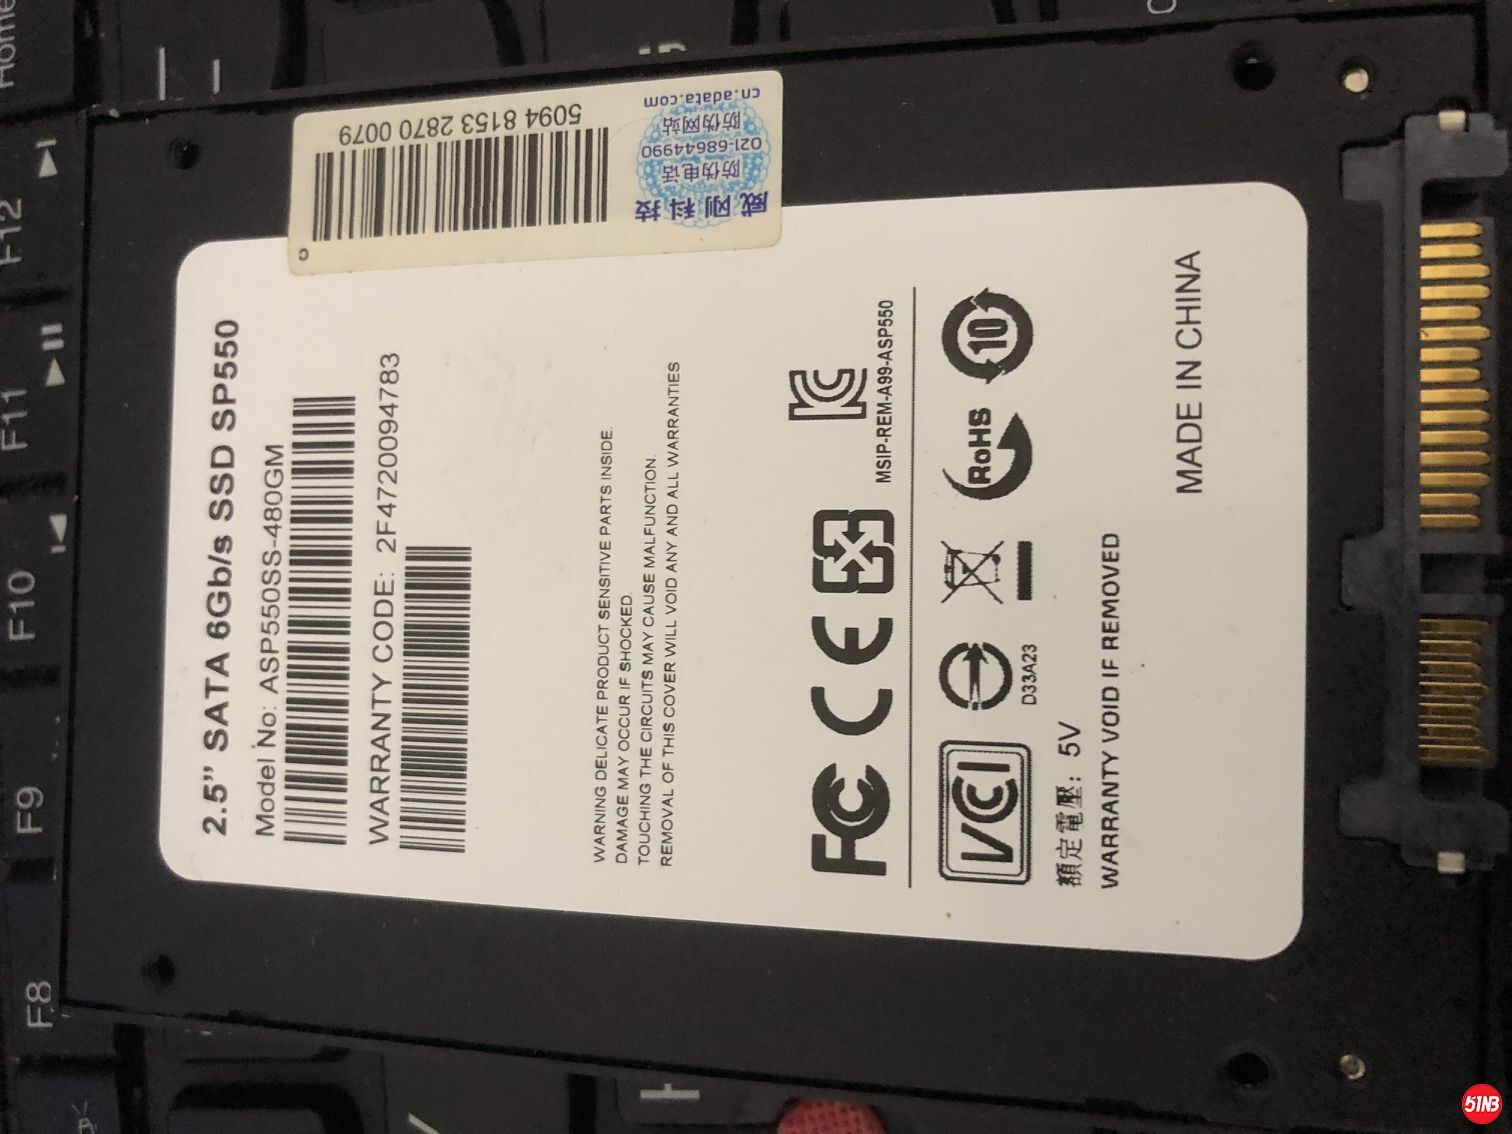 2.5” SATA 6Gb/s SSD SP550
Model No: ASP550SS-480GM
WARRANTY CODE: 2F4720094783
WARNING DELICATE PRODUCT SENSITIVE PARTS INSIDE.
DAMAGE MAY OCCUR IF SHOCKED.
TOUCHING THE CIRCUITS MAY CAUSE MALFUNCTION.
REMOVAL OF THIS COVER WILL VOID ANY AND ALL WARRANTIES
FC CE
MSIP-REM-A99-ASP550
VCI
D33A23
RoHS
10
額定電壓: 5V
WARRANTY VOID IF REMOVED
MADE IN CHINA
C
5094 8153 2870 0079
威刚科技
防伪电话
021-68644990
防伪网站
cn.adata.com
Home
F12
F11
F10
F9
F8
51NB